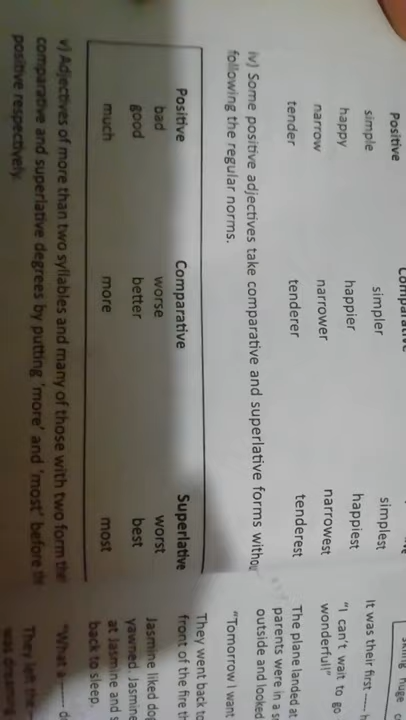 Positive Comparative
simple simpler simplest
happy happier happiest
narrow narrower narrowest
tender tenderer tenderest
iv) Some positive adjectives take comparative and superlative forms witho
following the regular norms.
Positive Comparative Superlative
bad worse worst
good better best
much more most
v) Adjectives of more than two syllables and many of those with two form the
comparative and superlative degrees by putting 'more' and 'most' before the
positive respectively.
huge
It was their first
"I can't wait to go
wonderful!"
The plane landed at
parents were in a
outside and looked
"Tomorrow I want
They went back to
front of the fire
Jasmine liked
yawned. Jasmine
at Jasmine and
back to sleep.
"What a
They left the
was